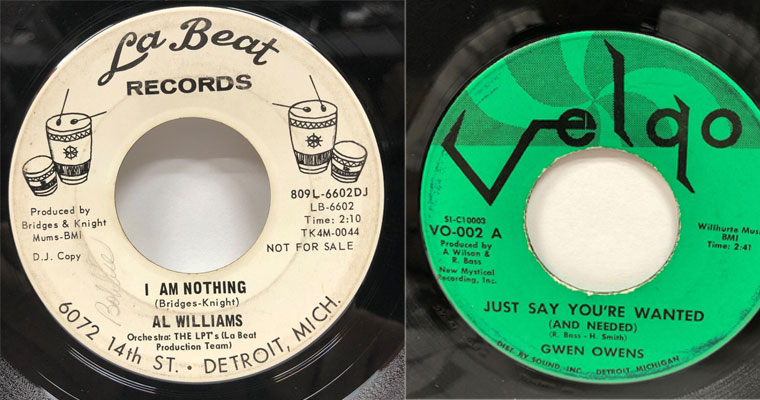 La Beat
RECORDS
809L-6602DJ
LB-6602
Time: 2:10
TK4M-0044
NOT FOR SALE
Produced by
Bridges & Knight
Mums-BMI
D.J. Copy
I AM NOTHING
(Bridges-Knight)
AL WILLIAMS
Orchestra: THE LPT's (La Beat
Production Team)
6072 14th ST. • DETROIT, MICH.
Velgo
SI-C10003
VO-002 A
Produced by
A Wilson &
R. Bass
New Mystical
Recording, Inc.
Willhurte Mus
BMI
Time: 2:41
JUST SAY YOU'RE WANTED
(AND NEEDED)
(R. Bass - H. Smith)
GWEN OWENS
DIST. BY SOUND, INC. DETROIT, MICHIGAN